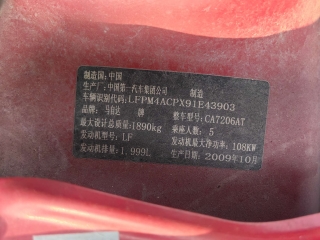 制造国:中国
生产厂:中国第一汽车集团公司 制造
车辆识别代码:LFPM4ACPX91E43903
品牌:马自达 牌 整车型号:CA7206AT
最大设计总质量:1890kg 乘座人数:5
发动机型号:LF 发动机最大净功率:108KW
发动机排量:1.999L 生产日期:2009年10月